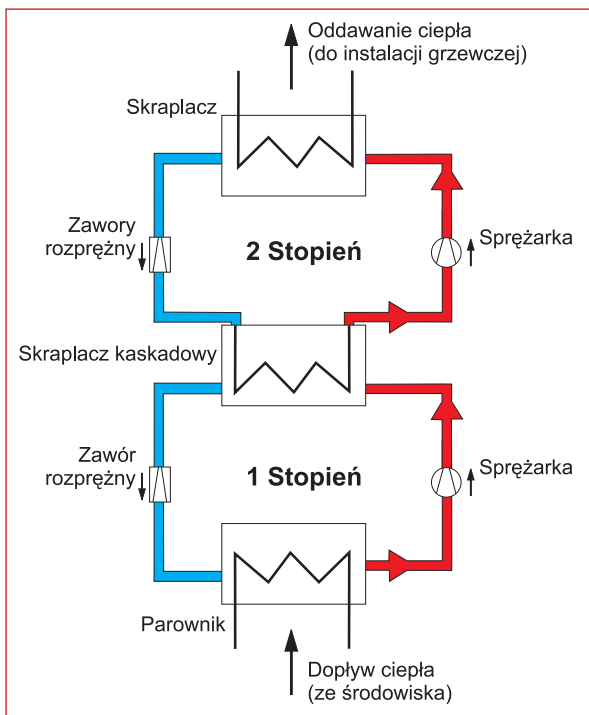 Oddawanie ciepła
(do instalacji grzewczej)
Skraplacz
Zawory
rozprężny
2 Stopień
Sprężarka
Skraplacz kaskadowy
Zawór
rozprężny
1 Stopień
Sprężarka
Parownik
Dopływ ciepła
(ze środowiska)